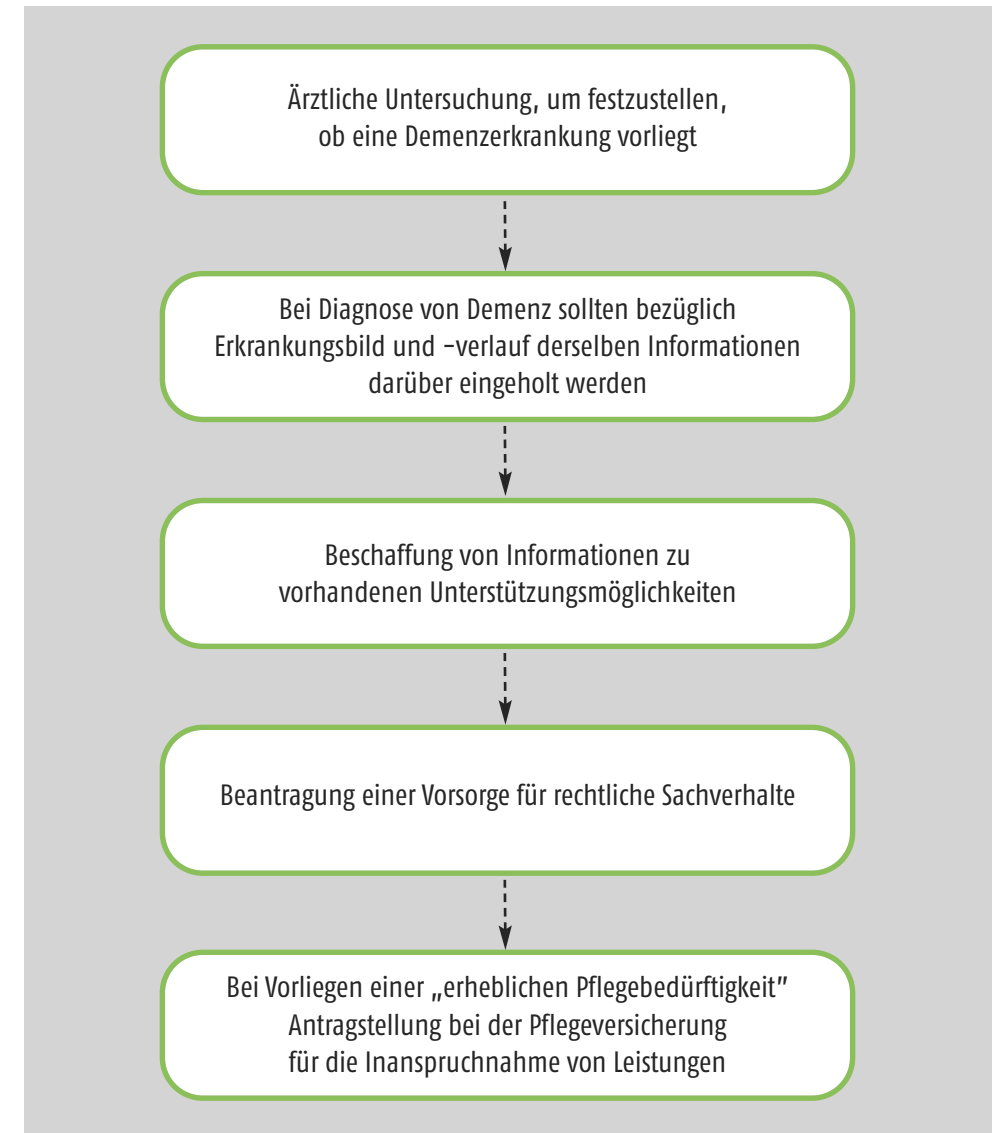 Ärztliche Untersuchung, um festzustellen,
ob eine Demenzerkrankung vorliegt
Bei Diagnose von Demenz sollten bezüglich
Erkrankungsbild und -verlauf derselben Informationen
darüber eingeholt werden
Beschaffung von Informationen zu
vorhandenen Unterstützungsmöglichkeiten
Beantragung einer Vorsorge für rechtliche Sachverhalte
Bei Vorliegen einer „erheblichen Pflegebedürftigkeit"
Antragstellung bei der Pflegeversicherung
für die Inanspruchnahme von Leistungen